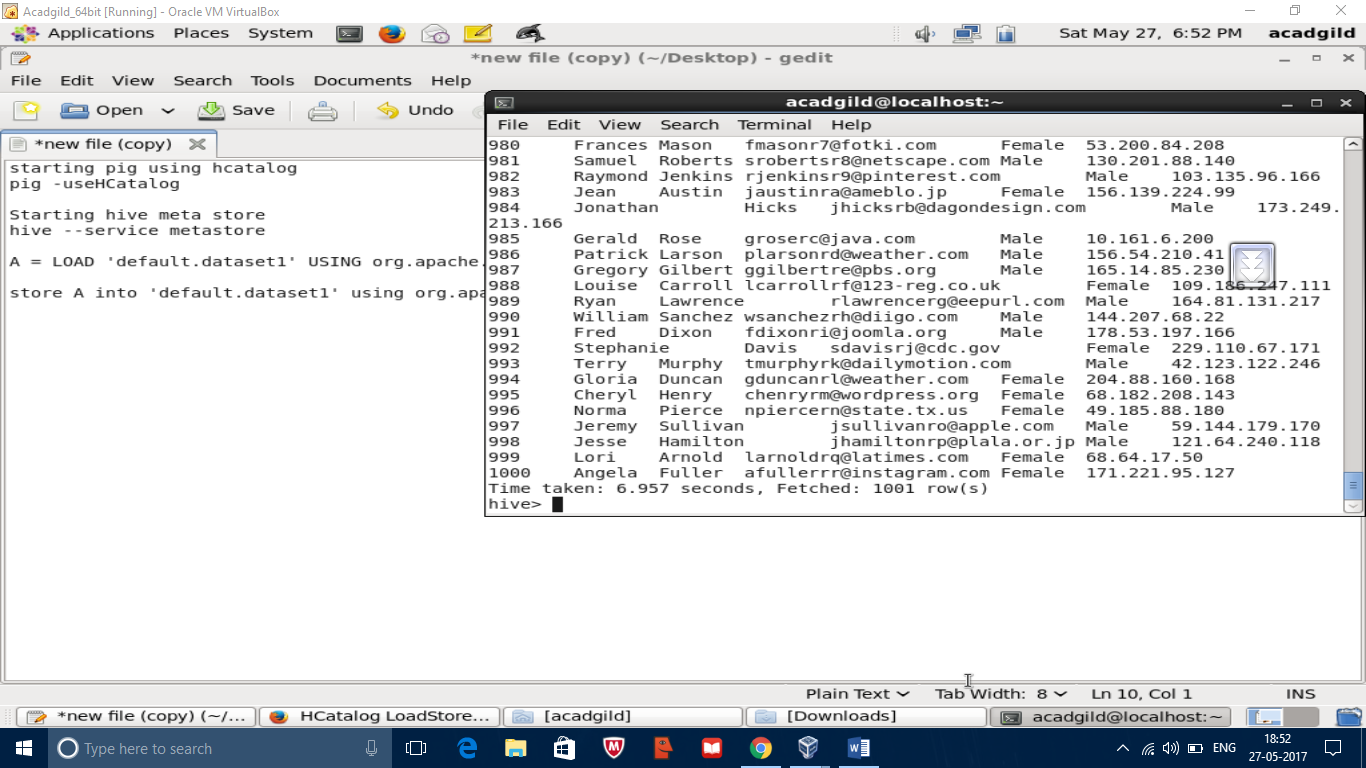 Acadgild_64bit [Running] - Oracle VM VirtualBox
Applications Places System Sat May 27, 6:52 PM acadgild
*new file (copy) (~/Desktop) - gedit
File Edit View Search Tools Documents Help
Open Save Undo
*new file (copy)
starting pig using hcatalog
pig -useHCatalog
Starting hive meta store
hive --service metastore
A = LOAD 'default.dataset1' USING org.apache.
store A into 'default.dataset1' using org.apa
acadgild@localhost:~
File Edit View Search Terminal Help
980 Frances Mason fmasonr7@fotki.com Female 53.200.84.208
981 Samuel Roberts srobertsr8@netscape.com Male 130.201.88.140
982 Raymond Jenkins rjenkinsr9@pinterest.com Male 103.135.96.166
983 Jean Austin jaustinra@ameblo.jp Female 156.139.224.99
984 Jonathan Hicks jhicksrb@dagondesign.com Male 173.249.
213.166
985 Gerald Rose groserc@java.com Male 10.161.6.200
986 Patrick Larson plarsonrd@weather.com Male 156.54.210.41
987 Gregory Gilbert ggilbertre@pbs.org Male 165.14.85.230
988 Louise Carroll lcarrollrf@123-reg.co.uk Female 109.186.247.111
989 Ryan Lawrence rlawrencerg@eepurl.com Male 164.81.131.217
990 William Sanchez wsanchezrh@diigo.com Male 144.207.68.22
991 Fred Dixon fdixonri@joomla.org Male 178.53.197.166
992 Stephanie Davis sdavisrj@cdc.gov Female 229.110.67.171
993 Terry Murphy tmurphyrk@dailymotion.com Male 42.123.122.246
994 Gloria Duncan gduncanrl@weather.com Female 204.88.160.168
995 Cheryl Henry chenryrm@wordpress.org Female 68.182.208.143
996 Norma Pierce npiercern@state.tx.us Female 49.185.88.180
997 Jeremy Sullivan jsullivanro@apple.com Male 59.144.179.170
998 Jesse Hamilton jhamiltonrp@plala.or.jp Male 121.64.240.118
999 Lori Arnold larnoldrq@latimes.com Female 68.64.17.50
1000 Angela Fuller afullerrr@instagram.com Female 171.221.95.127
Time taken: 6.957 seconds, Fetched: 1001 row(s)
hive>
Plain Text Tab Width: 8 Ln 10, Col 1 INS
*new file (copy) (~/... HCatalog LoadStore... [acadgild] [Downloads] acadgild@localhost:~
Type here to search ENG 18:52
27-05-2017